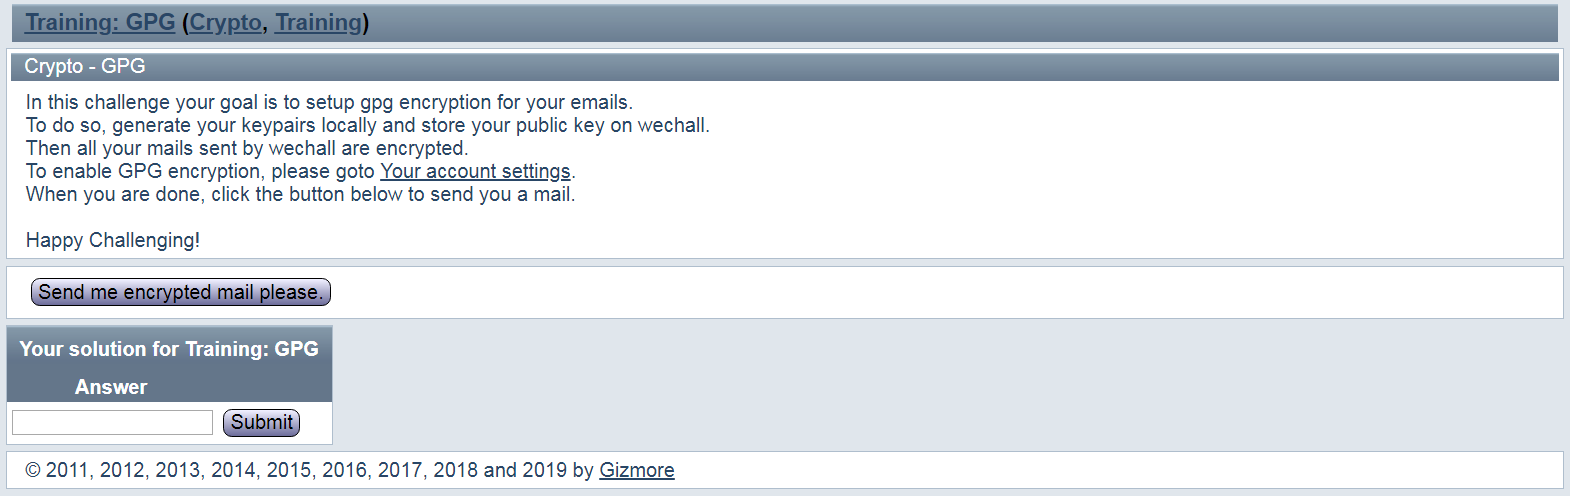 Training: GPG (Crypto, Training)
Crypto - GPG
In this challenge your goal is to setup gpg encryption for your emails.
To do so, generate your keypairs locally and store your public key on wechall.
Then all your mails sent by wechall are encrypted.
To enable GPG encryption, please goto Your account settings.
When you are done, click the button below to send you a mail.
Happy Challenging!
Send me encrypted mail please.
Your solution for Training: GPG
Answer
Submit
© 2011, 2012, 2013, 2014, 2015, 2016, 2017, 2018 and 2019 by Gizmore